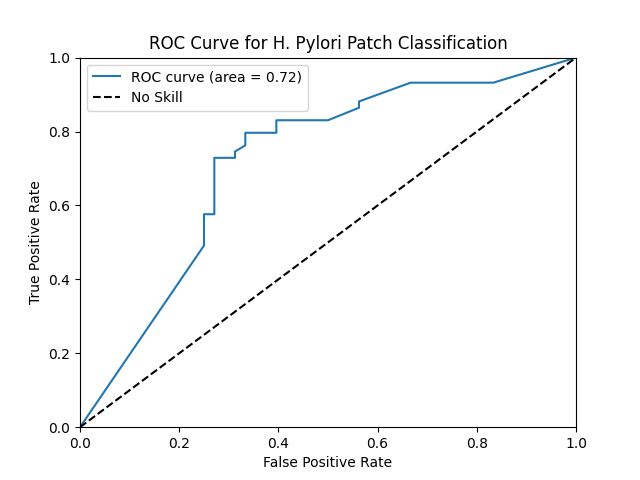 ROC Curve for H. Pylori Patch Classification
ROC curve (area = 0.72)
No Skill
True Positive Rate
1.0
0.8
0.6
0.4
0.2
0.0
0.0 0.2 0.4 0.6 0.8 1.0
False Positive Rate